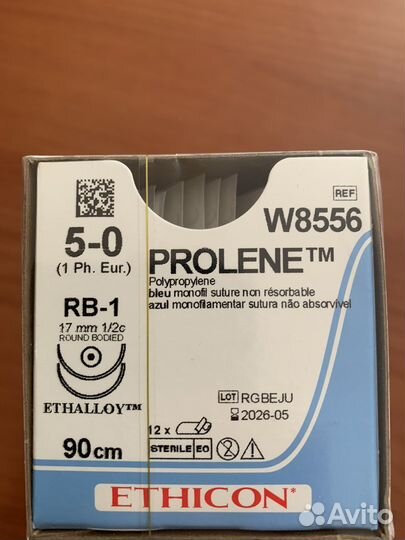 REF
W8556
5-0
(1 Ph. Eur.)
PROLENE™
Polypropylene
bleu monofil suture non résorbable
azul monofilamentar sutura não absorvível
RB-1
17 mm 1/2c
ROUND BODIED
ETHALLOY™
90cm
LOT RGBEJU
2026-05
12 x
STERILE EO
2
ETHICON*
Avito